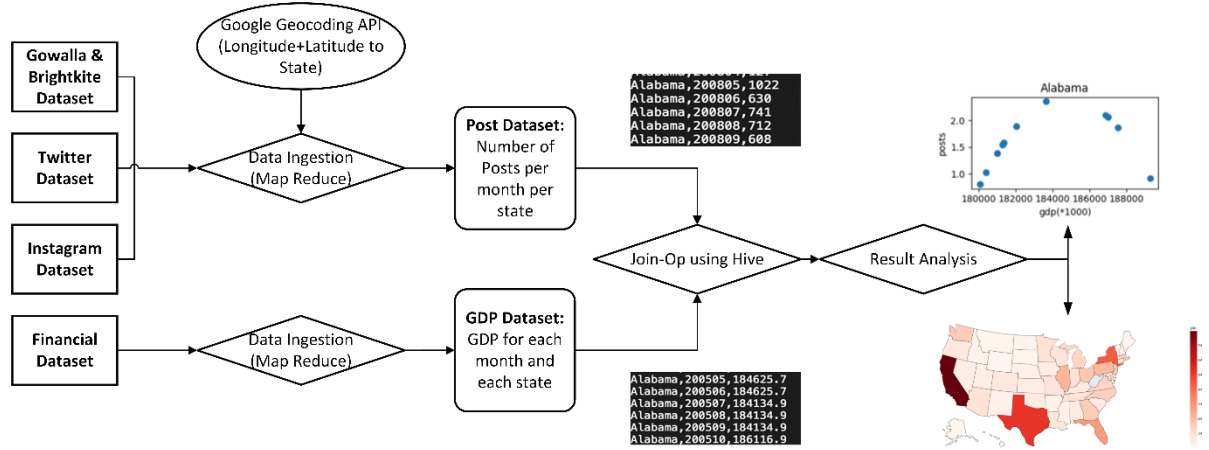 Google Geocoding API
(Longitude+Latitude to
State)
Gowalla &
Brightkite
Dataset
Twitter
Dataset
Instagram
Dataset
Financial
Dataset
Data Ingestion
(Map Reduce)
Post Dataset:
Number of
Posts per
month per
state
Data Ingestion
(Map Reduce)
GDP Dataset:
GDP for each
month and
each state
Alabama,200805,1022
Alabama,200806,630
Alabama,200807,741
Alabama,200808,712
Alabama,200809,608
Join-Op using Hive
Alabama,200505,184625.7
Alabama,200506,184625.7
Alabama,200507,184134.9
Alabama,200508,184134.9
Alabama,200509,184134.9
Alabama,200510,186116.9
Result Analysis
Alabama
posts
2.0
1.5
1.0
180000 182000 184000 186000 188000
gdp(*1000)